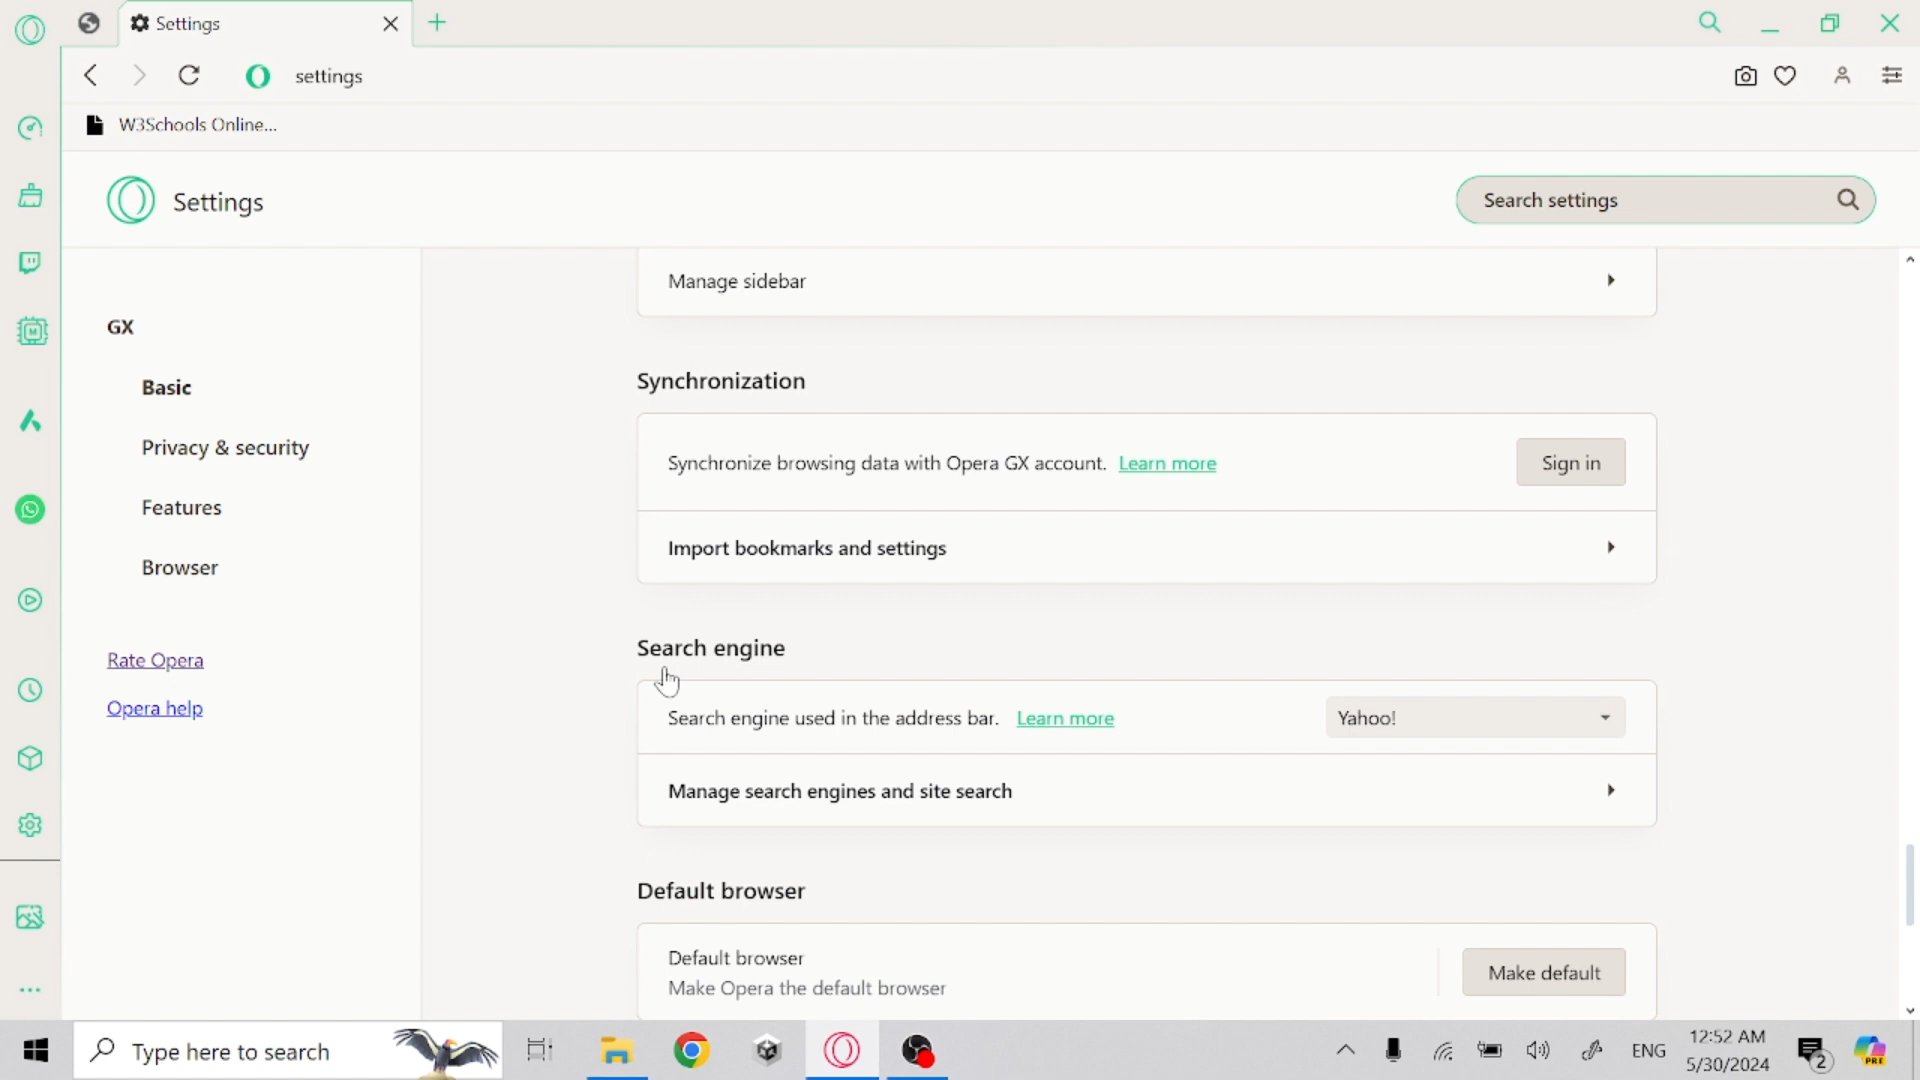 Settings
settings
W3Schools Online...
Settings
Search settings
GX
Basic
Privacy & security
Features
Browser
Rate Opera
Opera help
Manage sidebar
Synchronization
Synchronize browsing data with Opera GX account. Learn more
Sign in
Import bookmarks and settings
Search engine
Search engine used in the address bar. Learn more
Yahoo!
Manage search engines and site search
Default browser
Default browser
Make Opera the default browser
Make default
Type here to search
ENG
12:52 AM
5/30/2024
2
PRE